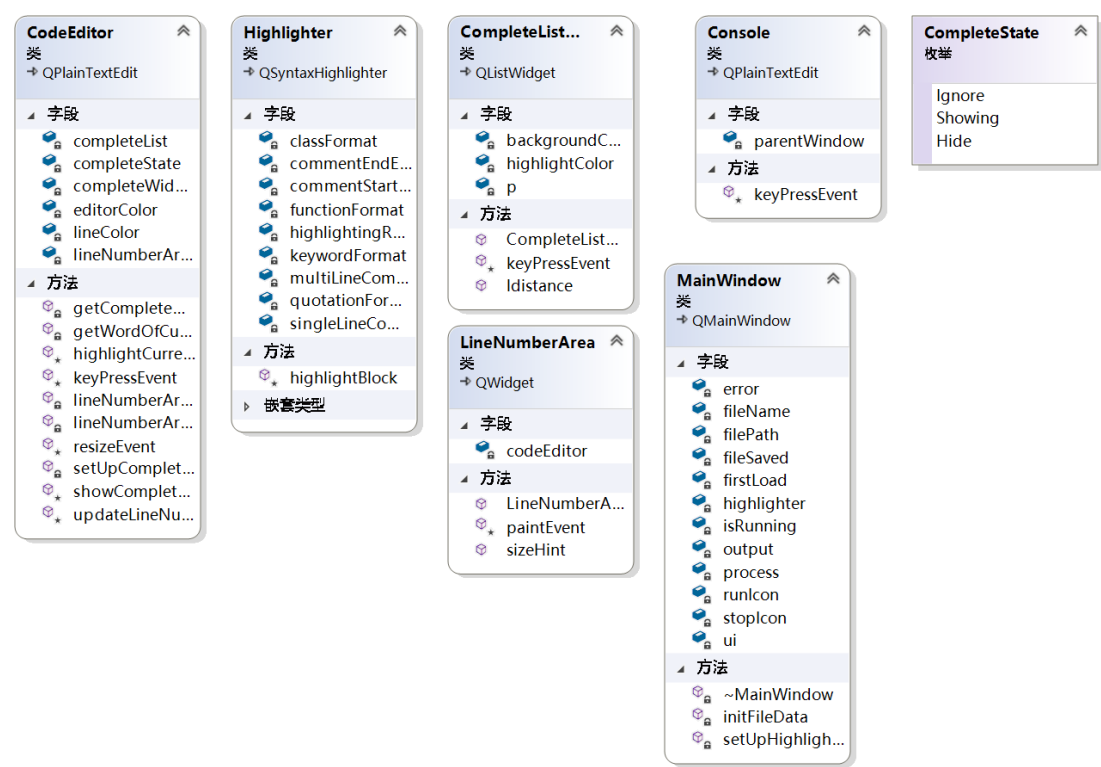 CodeEditor
类
QPlainTextEdit
字段
completeList
completeState
completeWid...
editorColor
lineColor
lineNumberAr...
方法
getComplete...
getWordOfCu...
highlightCurre...
keyPressEvent
lineNumberAr...
lineNumberAr...
resizeEvent
setUpComplet...
showComplet...
updateLineNu...
Highlighter
类
QSyntaxHighlighter
字段
classFormat
commentEndE...
commentStart...
functionFormat
highlightingR...
keywordFormat
multiLineCom...
quotationFor...
singleLineCo...
方法
highlightBlock
嵌套类型
CompleteList...
类
QListWidget
字段
backgroundC...
highlightColor
p
方法
CompleteList...
keyPressEvent
ldistance
LineNumberArea
类
QWidget
字段
codeEditor
方法
LineNumberA...
paintEvent
sizeHint
Console
类
QPlainTextEdit
字段
parentWindow
方法
keyPressEvent
MainWindow
类
QMainWindow
字段
error
fileName
filePath
fileSaved
firstLoad
highlighter
isRunning
output
process
runIcon
stopIcon
ui
方法
~MainWindow
initFileData
setUpHighligh...
CompleteState
枚举
Ignore
Showing
Hide